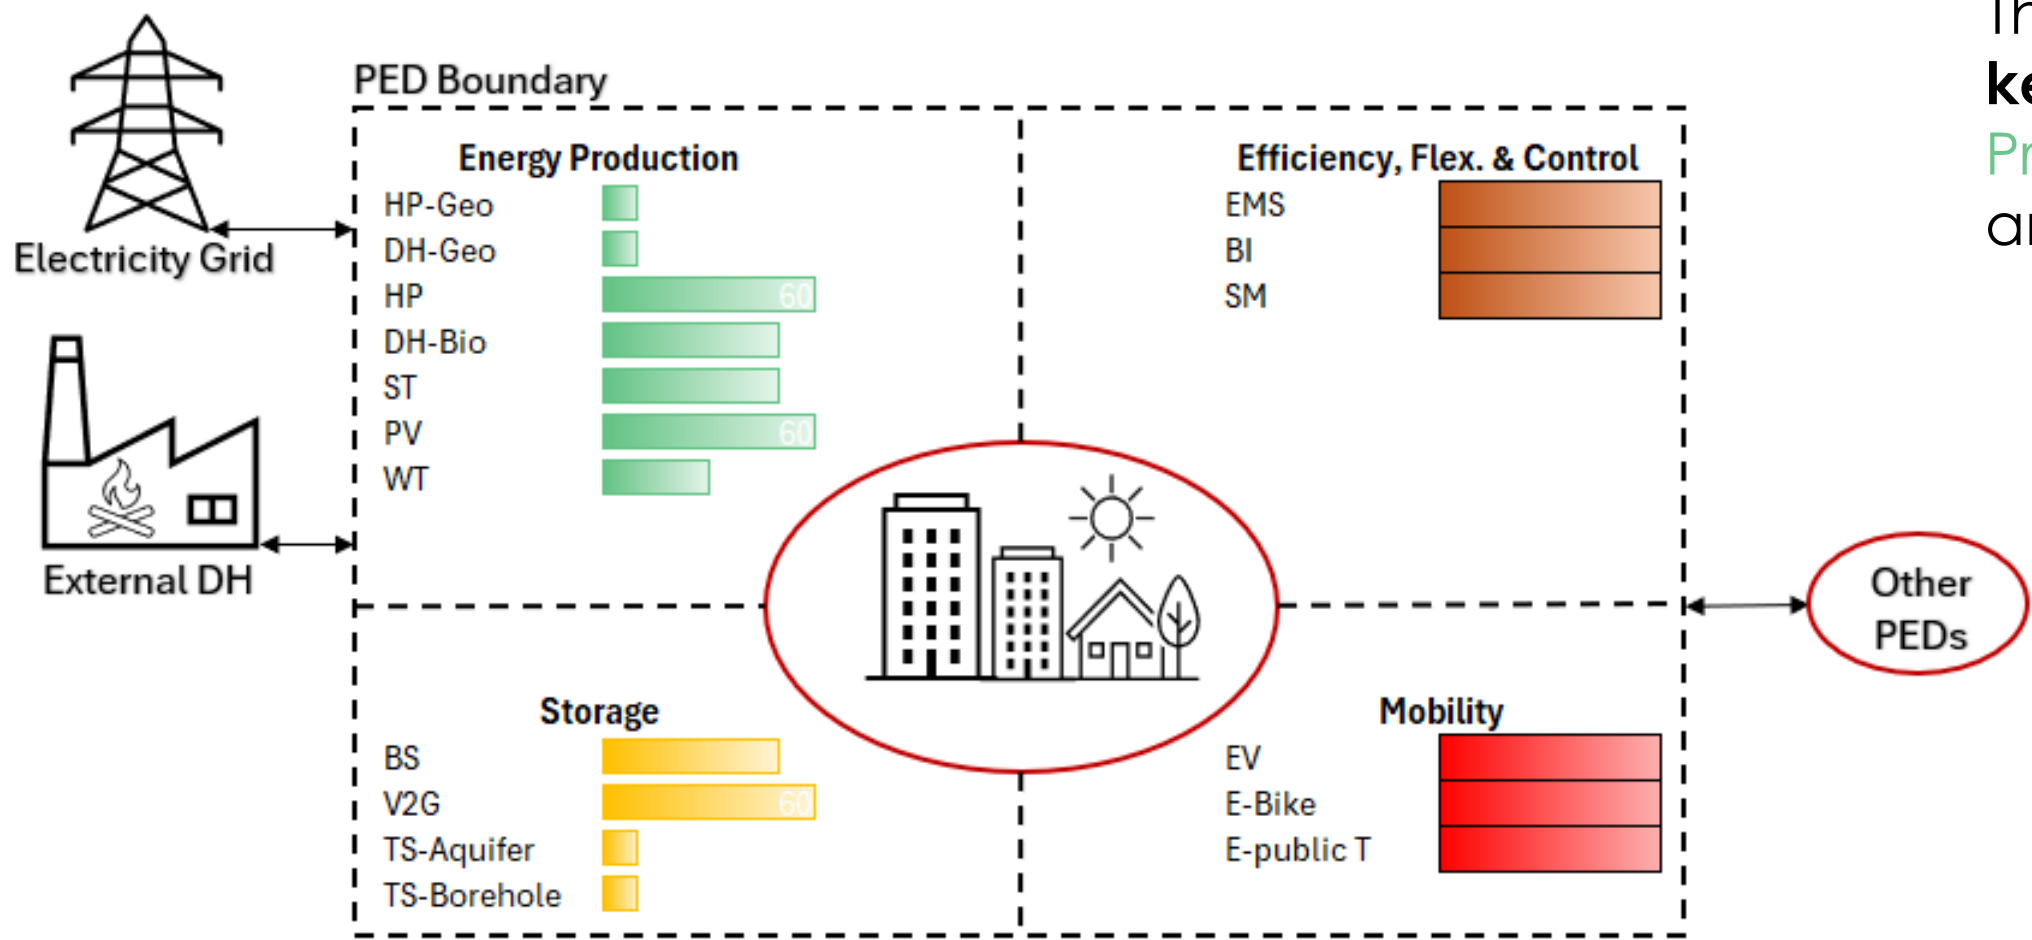 PED Boundary
Electricity Grid
External DH
Energy Production
HP-Geo
DH-Geo
HP 60
DH-Bio
ST
PV 60
WT
Efficiency, Flex. & Control
EMS
BI
SM
Storage
BS
V2G 60
TS-Aquifer
TS-Borehole
Mobility
EV
E-Bike
E-public T
Other
PEDs